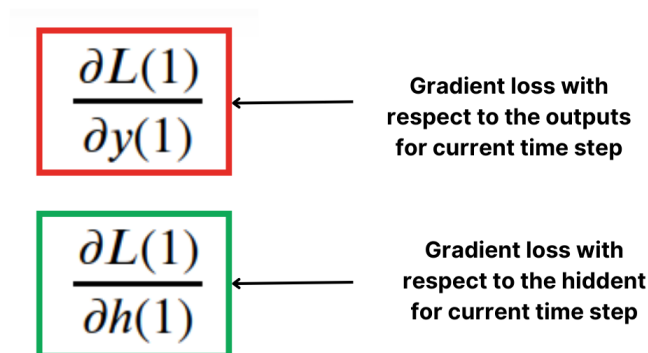 ∂L(1)
∂y(1)
Gradient loss with
respect to the outputs
for current time step
∂L(1)
∂h(1)
Gradient loss with
respect to the hiddent
for current time step